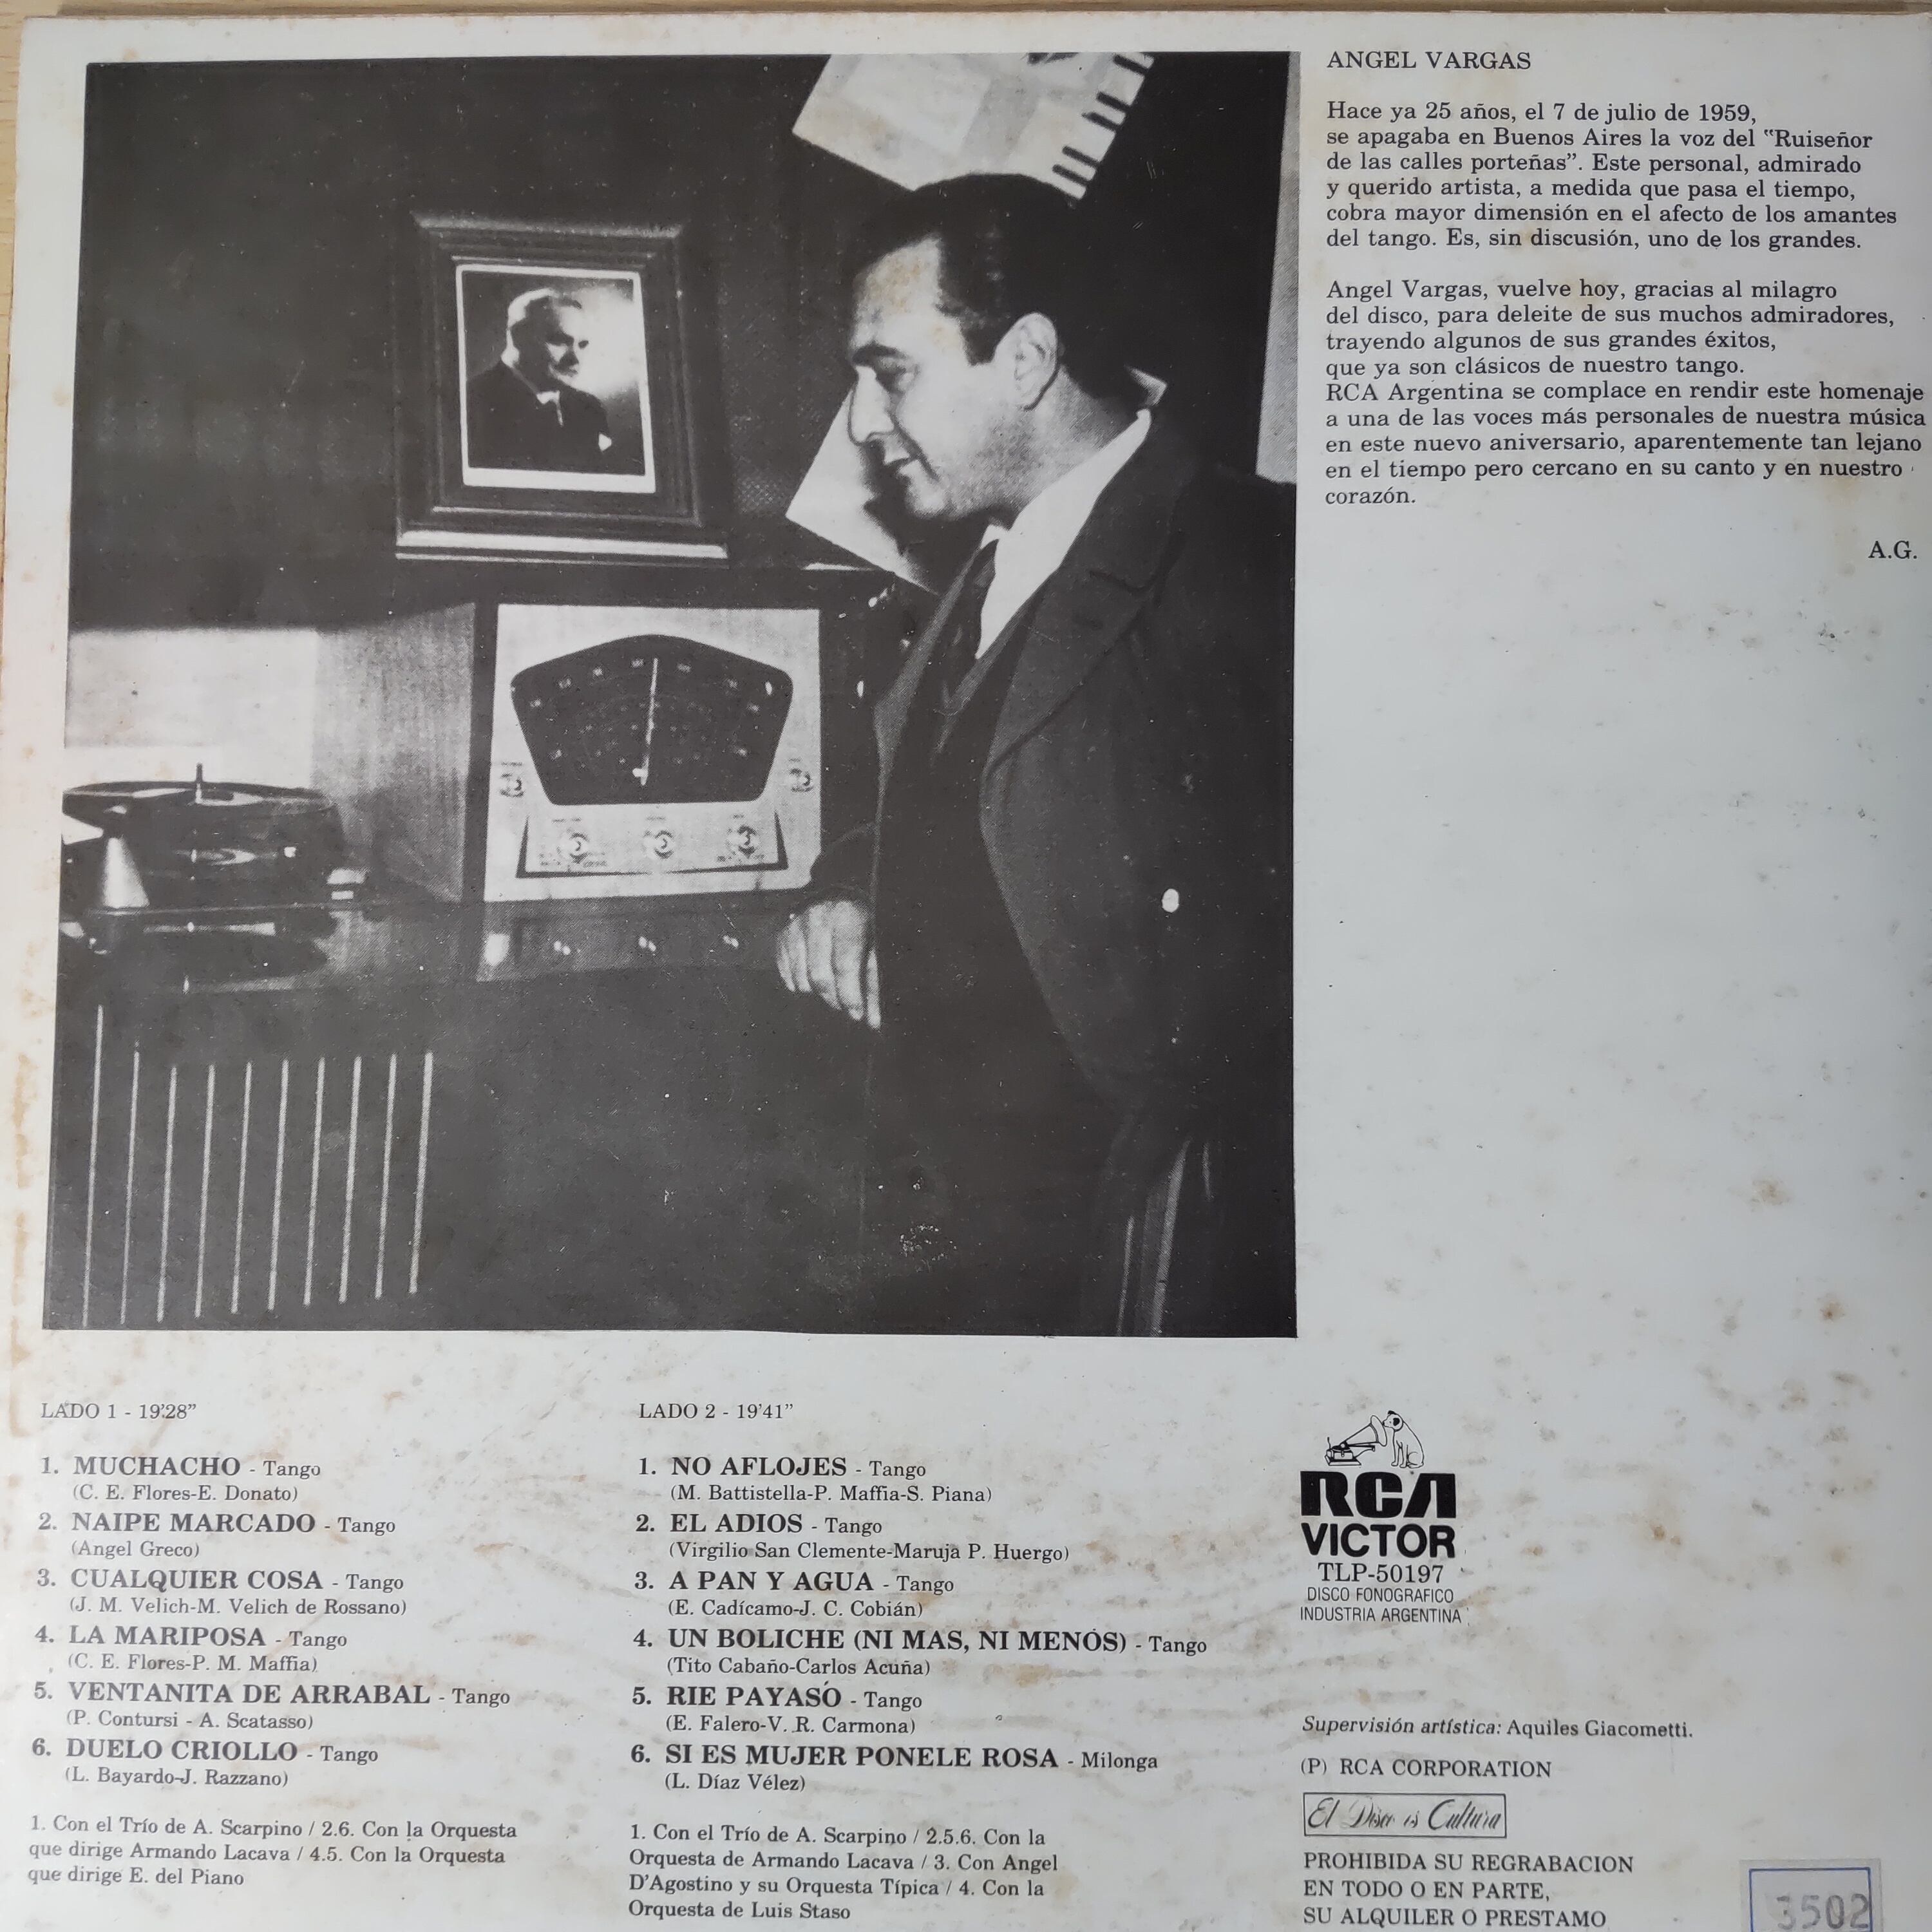 ANGEL VARGAS
Hace ya 25 años, el 7 de julio de 1959,
se apagaba en Buenos Aires la voz del "Ruiseñor
de las calles porteñas". Este personal, admirado
y querido artista, a medida que pasa el tiempo,
cobra mayor dimensión en el afecto de los amantes
del tango. Es, sin discusión, uno de los grandes.
Angel Vargas, vuelve hoy, gracias al milagro
del disco, para deleite de sus muchos admiradores,
trayendo algunos de sus grandes éxitos,
que ya son clásicos de nuestro tango.
RCA Argentina se complace en rendir este homenaje
a una de las voces más personales de nuestra música
en este nuevo aniversario, aparentemente tan lejano
en el tiempo pero cercano en su canto y en nuestro
corazón.
A.G.
LADO 1 - 19'28"
1. MUCHACHO - Tango
(C. E. Flores-E. Donato)
2. NAIPE MARCADO - Tango
(Angel Greco)
3. CUALQUIER COSA - Tango
(J. M. Velich-M. Velich de Rossano)
4. LA MARIPOSA - Tango
(C. E. Flores-P. M. Maffia)
5. VENTANITA DE ARRABAL - Tango
(P. Contursi - A. Scatasso)
6. DUELO CRIOLLO - Tango
(L. Bayardo-J. Razzano)
1. Con el Trío de A. Scarpino / 2.6. Con la Orquesta
que dirige Armando Lacava / 4.5. Con la Orquesta
que dirige E. del Piano
LADO 2 - 19'41"
1. NO AFLOJES - Tango
(M. Battistella-P. Maffia-S. Piana)
2. EL ADIOS - Tango
(Virgilio San Clemente-Maruja P. Huergo)
3. A PAN Y AGUA - Tango
(E. Cadícamo-J. C. Cobián)
4. UN BOLICHE (NI MAS, NI MENOS) - Tango
(Tito Cabaño-Carlos Acuña)
5. RIE PAYASO - Tango
(E. Falero-V. R. Carmona)
6. SI ES MUJER PONELE ROSA - Milonga
(L. Díaz Vélez)
1. Con el Trío de A. Scarpino / 2.5.6. Con la
Orquesta de Armando Lacava / 3. Con Angel
D'Agostino y su Orquesta Típica / 4. Con la
Orquesta de Luis Staso
RCA
VICTOR
TLP-50197
DISCO FONOGRAFICO
INDUSTRIA ARGENTINA
Supervisión artística: Aquiles Giacometti.
(P) RCA CORPORATION
El Disco es Cultura
PROHIBIDA SU REGRABACION
EN TODO O EN PARTE,
SU ALQUILER O PRESTAMO
3502